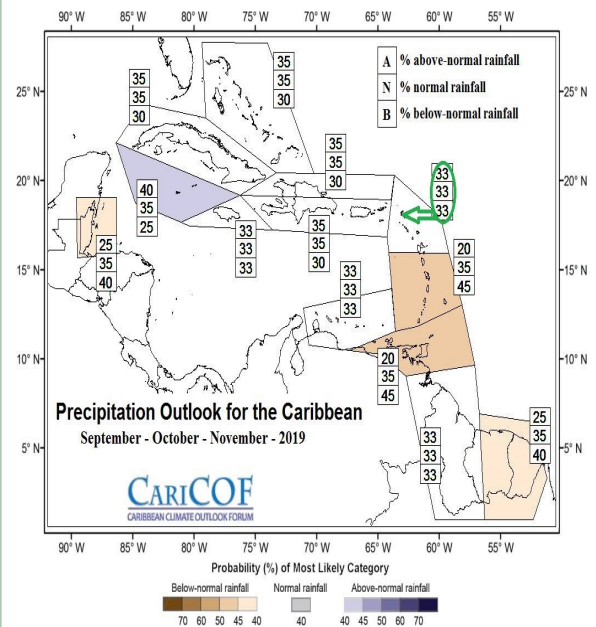 90° W 85° W 80° W 75° W 70° W 65° W 60° W 55° W
A % above-normal rainfall
N % normal rainfall
B % below-normal rainfall
25° N
20° N
15° N
10° N
5° N
25° N
20° N
15° N
10° N
5° N
35
35
30
35
35
30
35
35
30
33
33
33
40
35
25
33
33
33
35
35
30
20
35
45
25
35
40
33
33
33
20
35
45
33
33
33
25
35
40
Precipitation Outlook for the Caribbean
September - October - November - 2019
CARICOF
CARIBBEAN CLIMATE OUTLOOK FORUM
90° W 85° W 80° W 75° W 70° W 65° W 60° W 55° W
Probability (%) of Most Likely Category
Below-normal rainfall Normal rainfall Above-normal rainfall
70 60 50 45 40 40 40 45 50 60 70